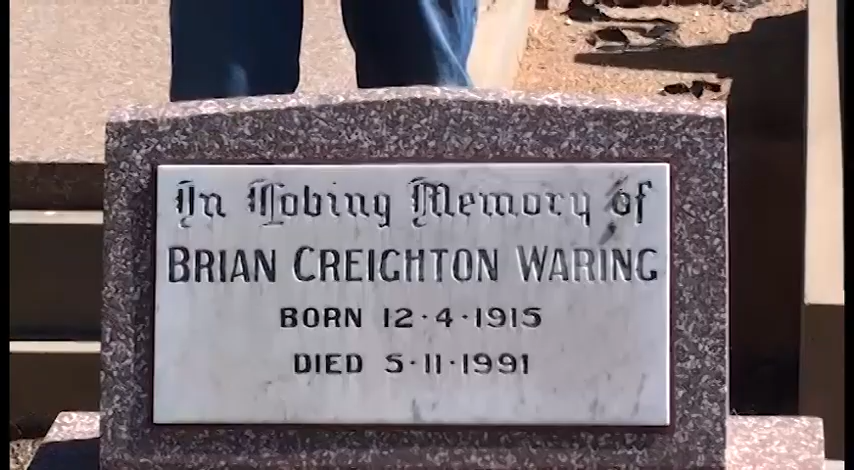 In Loving Memory of
BRIAN CREIGHTON WARING
BORN 12·4·1915
DIED 5·11·1991